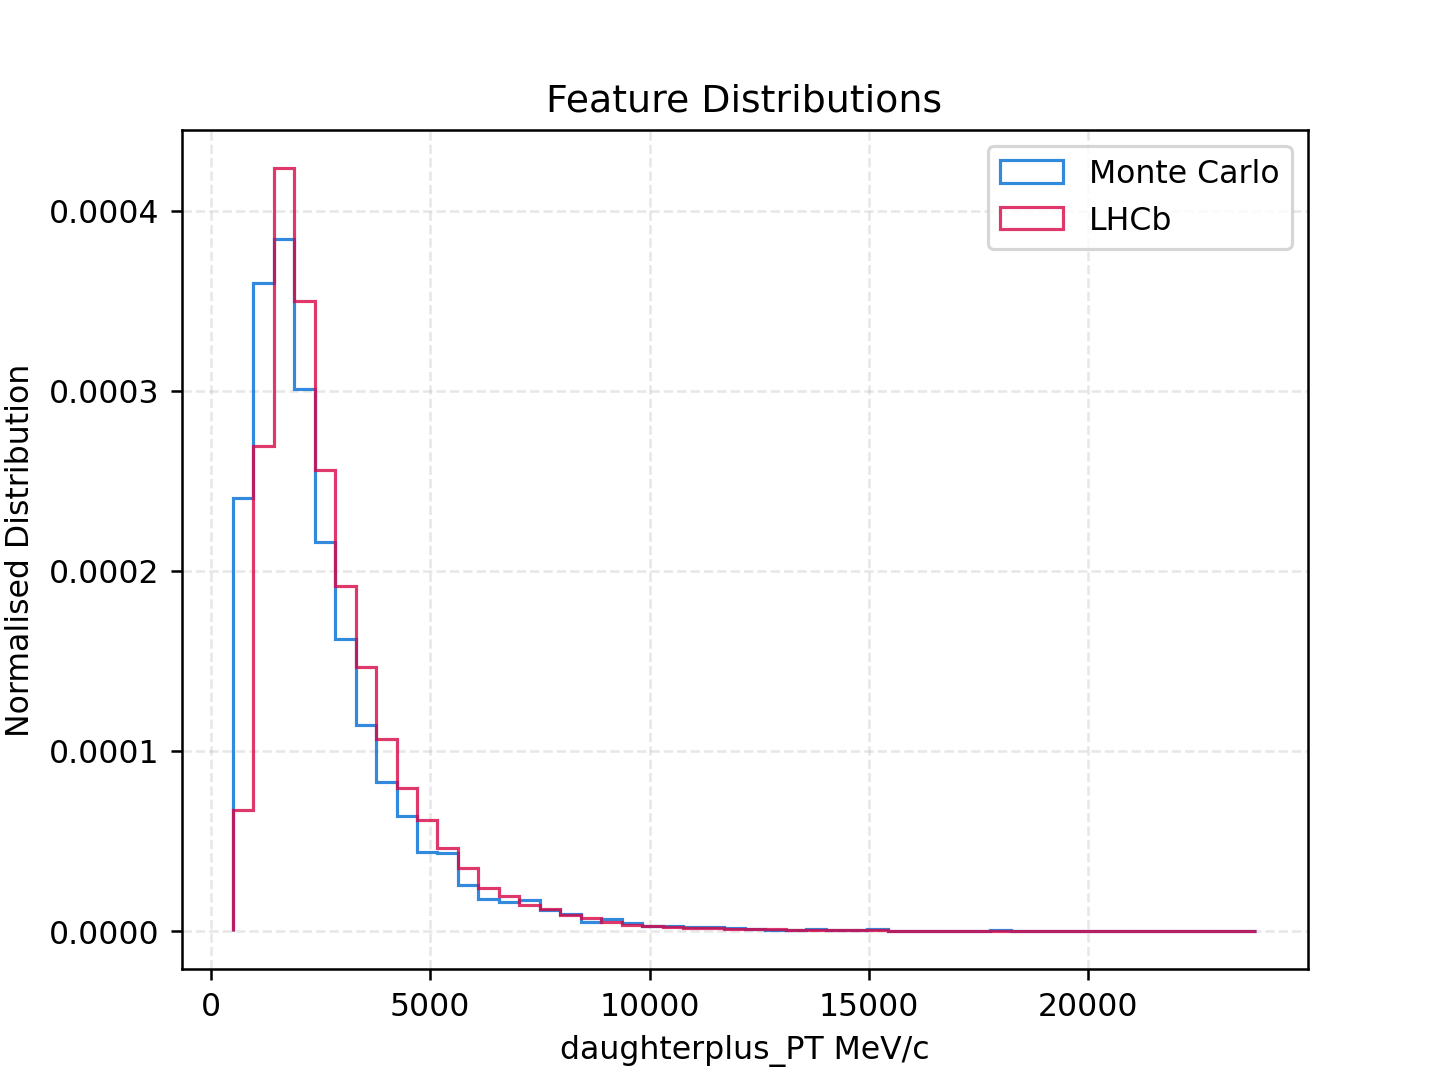 Feature Distributions
Monte Carlo
LHCb
Normalised Distribution
0.0004
0.0003
0.0002
0.0001
0.0000
0 5000 10000 15000 20000
daughterplus_PT MeV/c